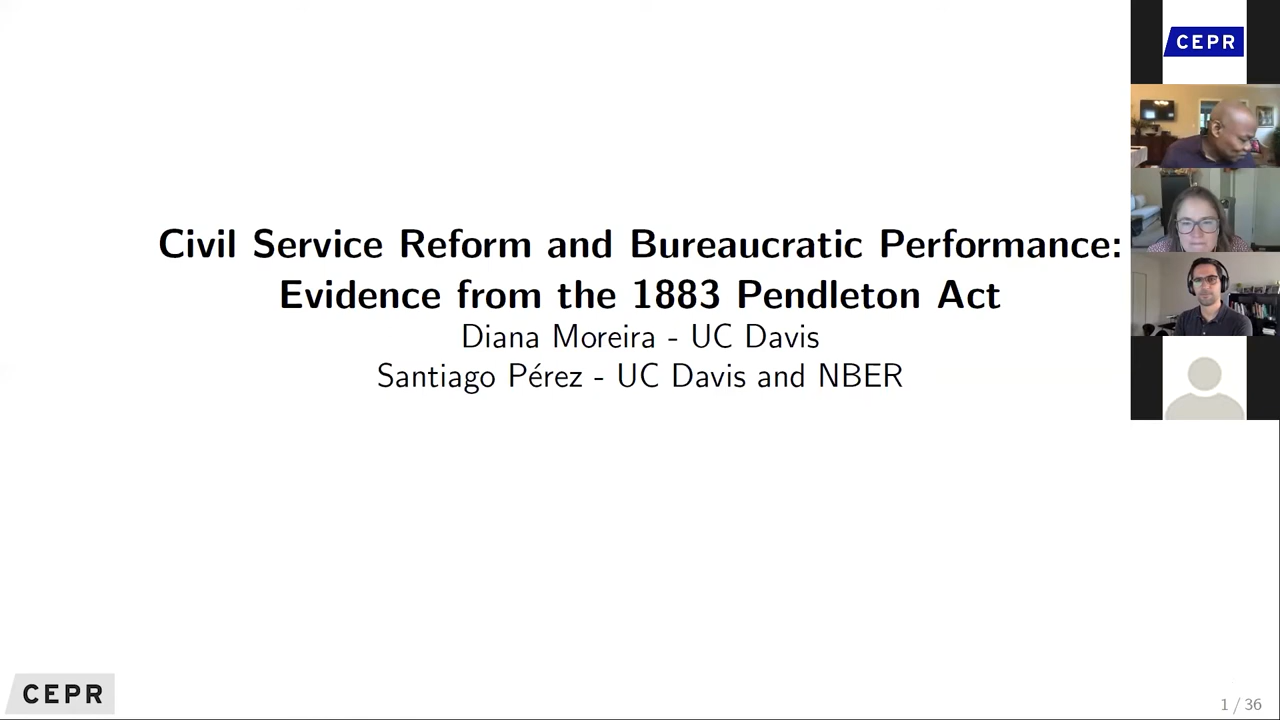 CEPR
Civil Service Reform and Bureaucratic Performance:
Evidence from the 1883 Pendleton Act
Diana Moreira - UC Davis
Santiago Pérez - UC Davis and NBER
CEPR
1 / 36